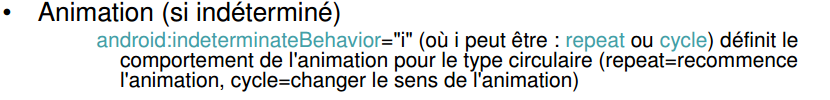 • Animation (si indéterminé)
android:indeterminateBehavior="i" (où i peut être : repeat ou cycle) définit le
comportement de l'animation pour le type circulaire (repeat=recommence
l'animation, cycle=changer le sens de l'animation)